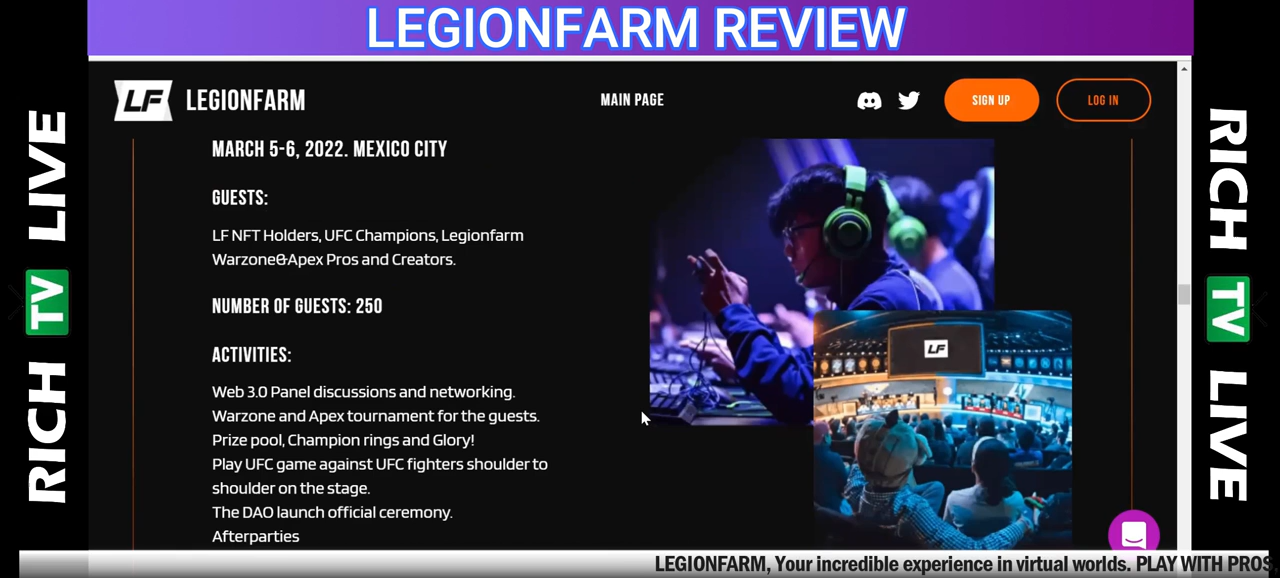 LEGIONFARM REVIEW
LF LEGIONFARM
MAIN PAGE
SIGN UP
LOG IN
MARCH 5-6, 2022. MEXICO CITY
GUESTS:
LF NFT Holders, UFC Champions, Legionfarm
Warzone&Apex Pros and Creators.
NUMBER OF GUESTS: 250
ACTIVITIES:
Web 3.0 Panel discussions and networking.
Warzone and Apex tournament for the guests.
Prize pool, Champion rings and Glory!
Play UFC game against UFC fighters shoulder to
shoulder on the stage.
The DAO launch official ceremony.
Afterparties
LF
RICH TV LIVE
RICH TV LIVE
LEGIONFARM, Your incredible experience in virtual worlds. PLAY WITH PROS